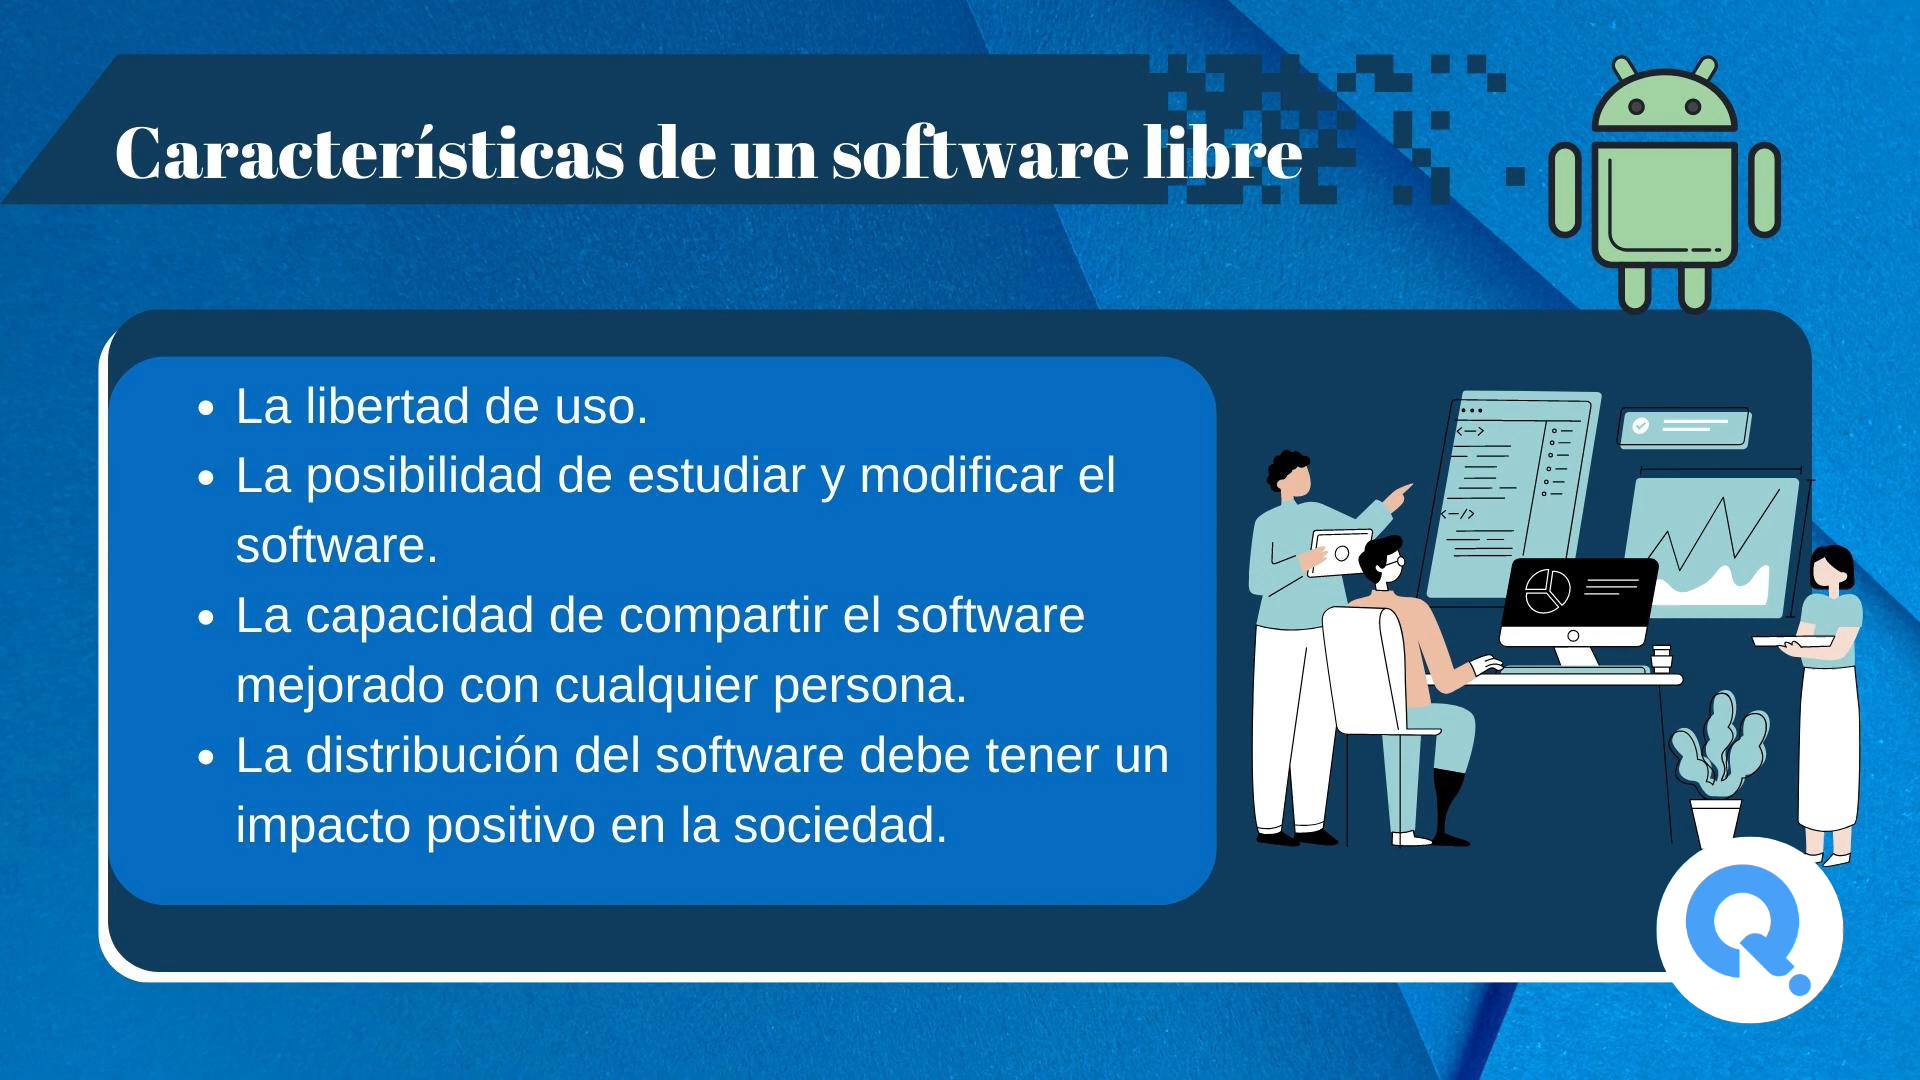 Características de un software libre
• La libertad de uso.
• La posibilidad de estudiar y modificar el
software.
• La capacidad de compartir el software
mejorado con cualquier persona.
• La distribución del software debe tener un
impacto positivo en la sociedad.